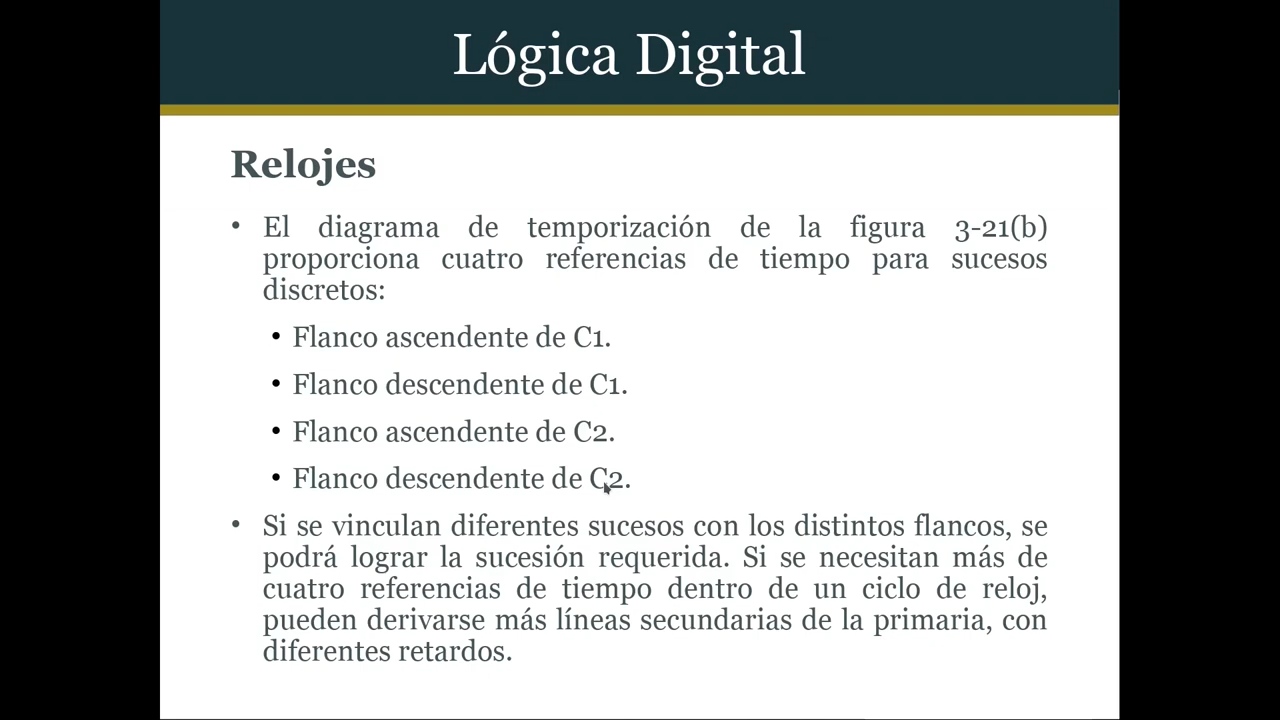 Lógica Digital
Relojes
• El diagrama de temporización de la figura 3-21(b)
proporciona cuatro referencias de tiempo para sucesos
discretos:
• Flanco ascendente de C1.
• Flanco descendente de C1.
• Flanco ascendente de C2.
• Flanco descendente de C2.
• Si se vinculan diferentes sucesos con los distintos flancos, se
podrá lograr la sucesión requerida. Si se necesitan más de
cuatro referencias de tiempo dentro de un ciclo de reloj,
pueden derivarse más líneas secundarias de la primaria, con
diferentes retardos.